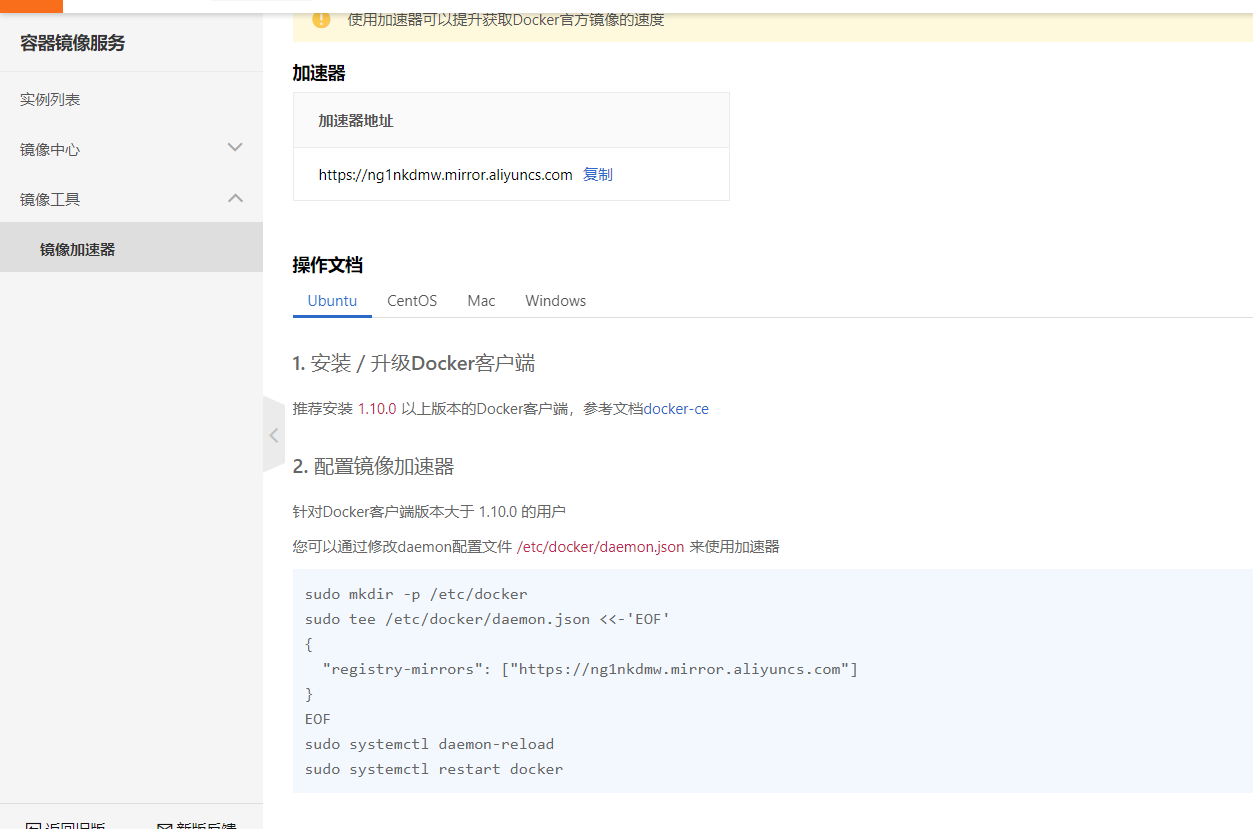 使用加速器可以提升获取Docker官方镜像的速度
容器镜像服务
实例列表
镜像中心
镜像工具
镜像加速器
返回旧版
新版反馈
加速器
加速器地址
https://ng1nkdmw.mirror.aliyuncs.com 复制
操作文档
Ubuntu CentOS Mac Windows
1. 安装 / 升级Docker客户端
推荐安装 1.10.0 以上版本的Docker客户端，参考文档docker-ce
2. 配置镜像加速器
针对Docker客户端版本大于 1.10.0 的用户
您可以通过修改daemon配置文件 /etc/docker/daemon.json 来使用加速器
sudo mkdir -p /etc/docker
sudo tee /etc/docker/daemon.json <<-'EOF'
{
  "registry-mirrors": ["https://ng1nkdmw.mirror.aliyuncs.com"]
}
EOF
sudo systemctl daemon-reload
sudo systemctl restart docker